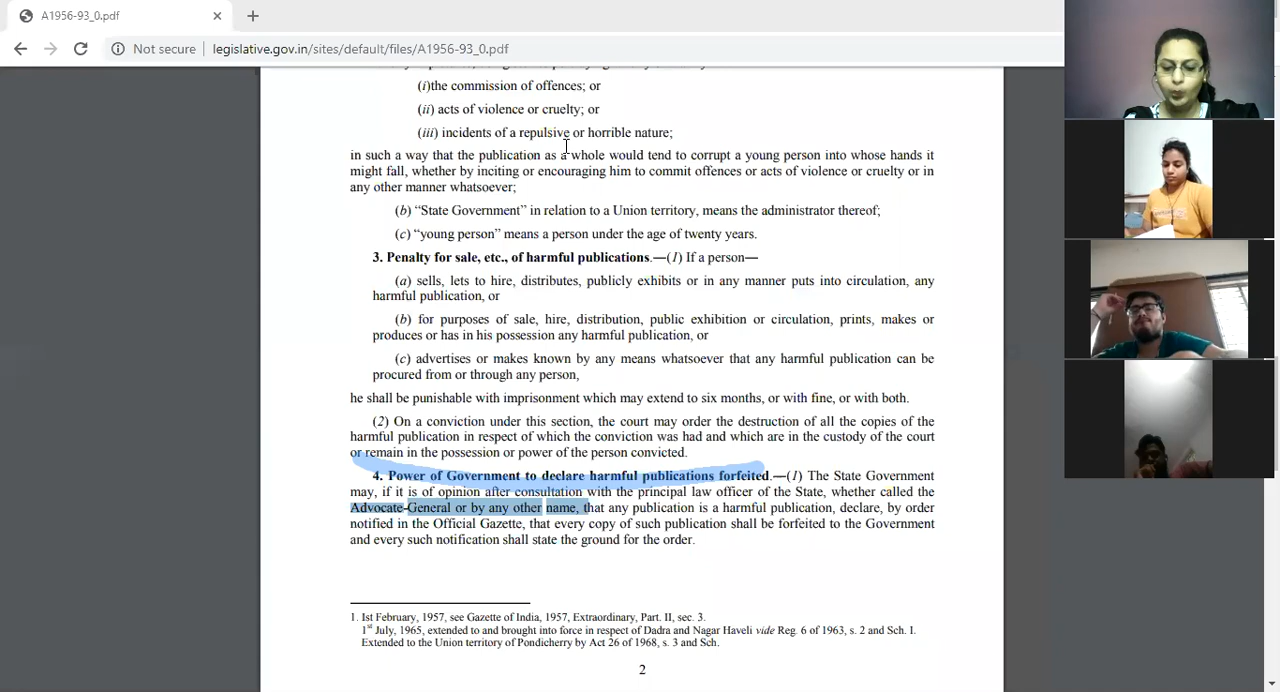 A1956-93_0.pdf
Not secure
legislative.gov.in/sites/default/files/A1956-93_0.pdf
(i)the commission of offences; or
(ii) acts of violence or cruelty; or
(iii) incidents of a repulsive or horrible nature;
in such a way that the publication as a whole would tend to corrupt a young person into whose hands it
might fall, whether by inciting or encouraging him to commit offences or acts of violence or cruelty or in
any other manner whatsoever;
(b) “State Government” in relation to a Union territory, means the administrator thereof;
(c) “young person” means a person under the age of twenty years.
3. Penalty for sale, etc., of harmful publications.—(1) If a person—
(a) sells, lets to hire, distributes, publicly exhibits or in any manner puts into circulation, any
harmful publication, or
(b) for purposes of sale, hire, distribution, public exhibition or circulation, prints, makes or
produces or has in his possession any harmful publication, or
(c) advertises or makes known by any means whatsoever that any harmful publication can be
procured from or through any person,
he shall be punishable with imprisonment which may extend to six months, or with fine, or with both.
(2) On a conviction under this section, the court may order the destruction of all the copies of the
harmful publication in respect of which the conviction was had and which are in the custody of the court
or remain in the possession or power of the person convicted.
4. Power of Government to declare harmful publications forfeited.—(1) The State Government
may, if it is of opinion after consultation with the principal law officer of the State, whether called the
Advocate-General or by any other name, that any publication is a harmful publication, declare, by order
notified in the Official Gazette, that every copy of such publication shall be forfeited to the Government
and every such notification shall state the ground for the order.
1. Ist February, 1957, see Gazette of India, 1957, Extraordinary, Part. II, sec. 3.
1st July, 1965, extended to and brought into force in respect of Dadra and Nagar Haveli vide Reg. 6 of 1963, s. 2 and Sch. I.
Extended to the Union territory of Pondicherry by Act 26 of 1968, s. 3 and Sch.
2